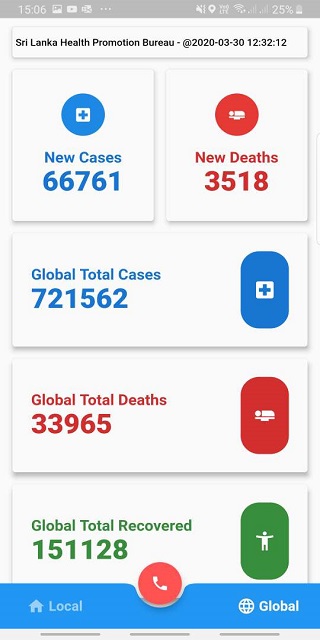 15:06 25%
Sri Lanka Health Promotion Bureau - @2020-03-30 12:32:12
New Cases
66761
New Deaths
3518
Global Total Cases
721562
Global Total Deaths
33965
Global Total Recovered
151128
Local
Global